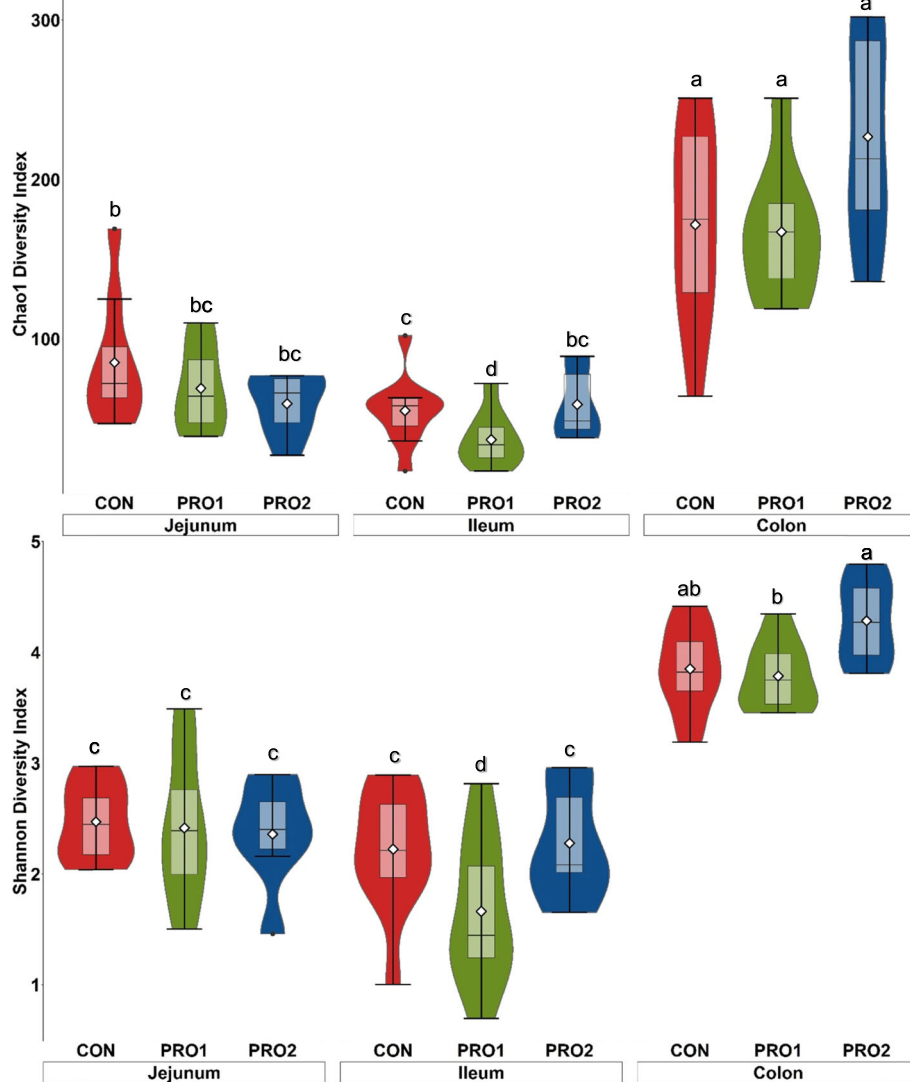 a
300
a
a
Chao1 Diversity Index
200
b
bc
bc
c
d
bc
100
CON PRO1 PRO2 CON PRO1 PRO2 CON PRO1 PRO2
Jejunum Ileum Colon
5
a
ab
b
4
Shannon Diversity Index
c
c
c
c
d
c
3
2
1
CON PRO1 PRO2 CON PRO1 PRO2 CON PRO1 PRO2
Jejunum Ileum Colon